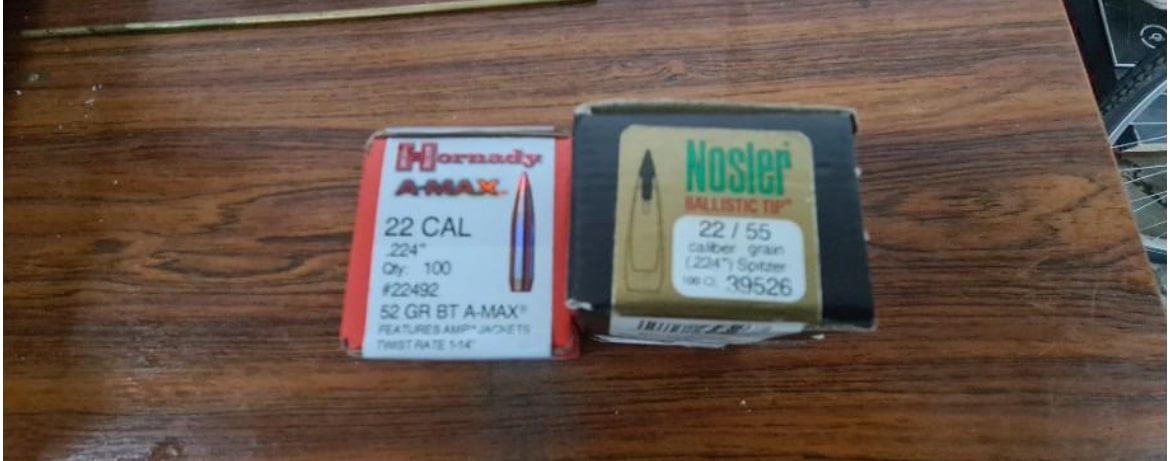 Hornady
A-MAX
22 CAL
.224"
Qty: 100
#22492
52 GR BT A-MAX®
FEATURES AMP™ JACKETS
TWIST RATE 1-14"
Nosler®
BALLISTIC TIP®
22 / 55
caliber grain
(.224") Spitzer
100 Ct. 39526